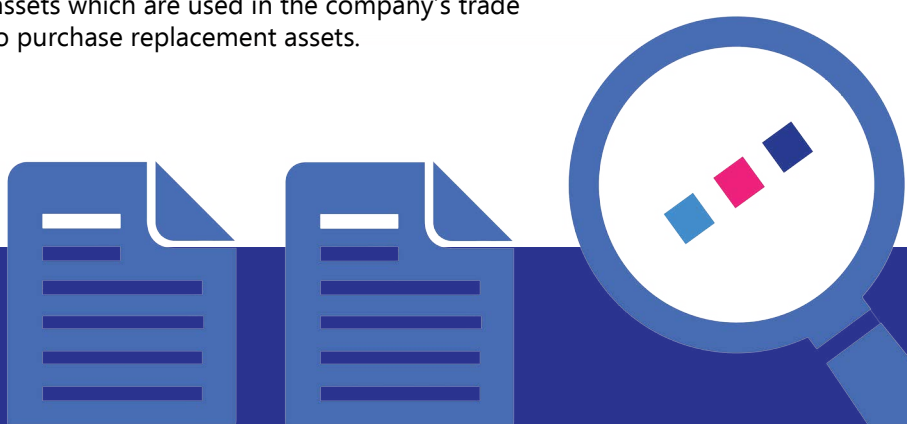 assets which are used in the company's trade
o purchase replacement assets.